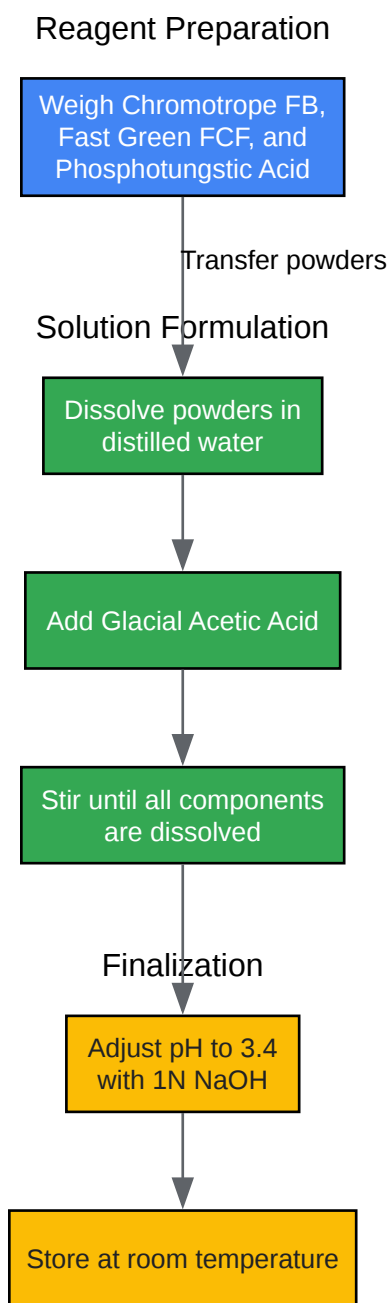 Reagent Preparation
Weigh Chromotrope FB,
Fast Green FCF, and
Phosphotungstic Acid
Transfer powders
Solution Formulation
Dissolve powders in
distilled water
Add Glacial Acetic Acid
Stir until all components
are dissolved
Finalization
Adjust pH to 3.4
with 1N NaOH
Store at room temperature